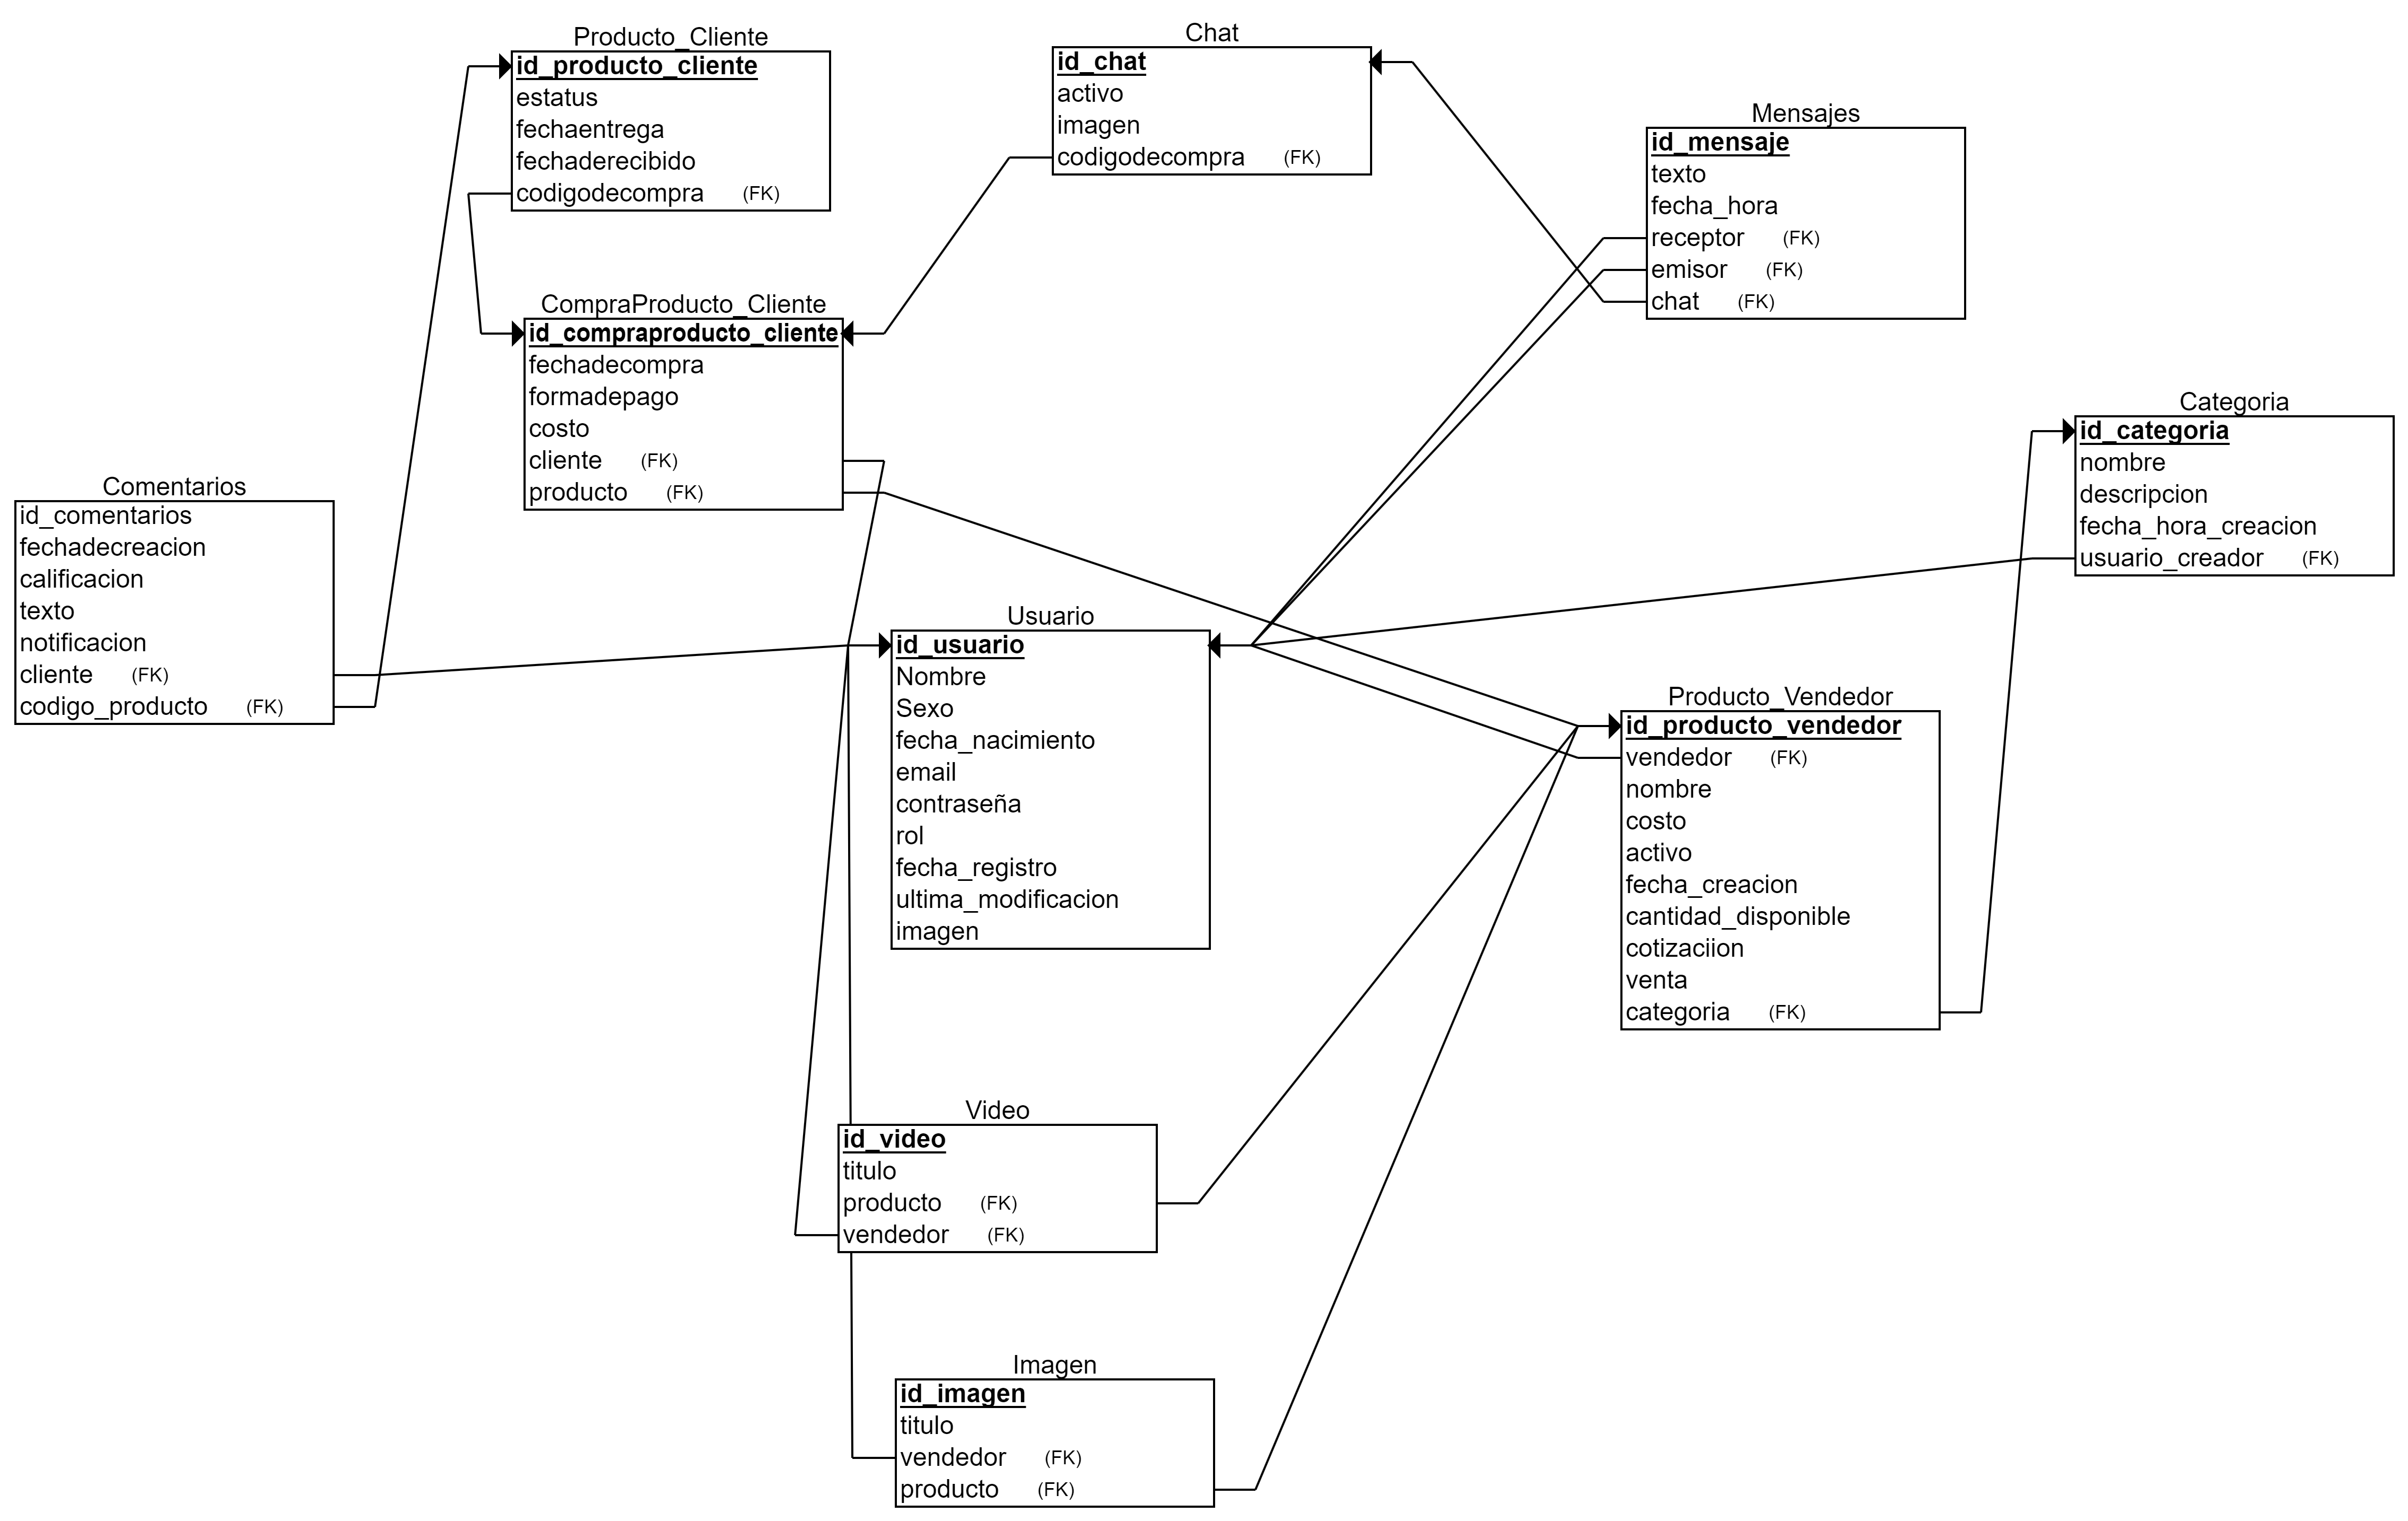 Producto_Cliente
id_producto_cliente
estatus
fechaentrega
fechaderecibido
codigodecompra (FK)
Chat
id_chat
activo
imagen
codigodecompra (FK)
Mensajes
id_mensaje
texto
fecha_hora
receptor (FK)
emisor (FK)
chat (FK)
CompraProducto_Cliente
id_compraproducto_cliente
fechadecompra
formadepago
costo
cliente (FK)
producto (FK)
Categoria
id_categoria
nombre
descripcion
fecha_hora_creacion
usuario_creador (FK)
Comentarios
id_comentarios
fechadecreacion
calificacion
texto
notificacion
cliente (FK)
codigo_producto (FK)
Usuario
id_usuario
Nombre
Sexo
fecha_nacimiento
email
contraseña
rol
fecha_registro
ultima_modificacion
imagen
Producto_Vendedor
id_producto_vendedor
vendedor (FK)
nombre
costo
activo
fecha_creacion
cantidad_disponible
cotizaciion
venta
categoria (FK)
Video
id_video
titulo
producto (FK)
vendedor (FK)
Imagen
id_imagen
titulo
vendedor (FK)
producto (FK)